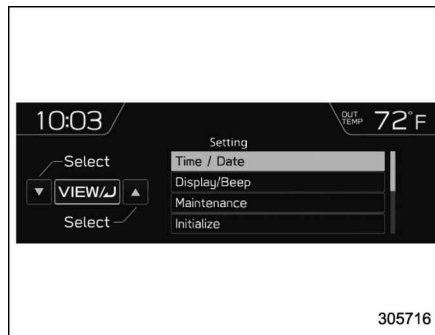 10:03
OUT TEMP 72°F
Setting
Select
Time / Date
Display/Beep
▼ VIEW/⮐ ▲
Maintenance
Select
Initialize
305716